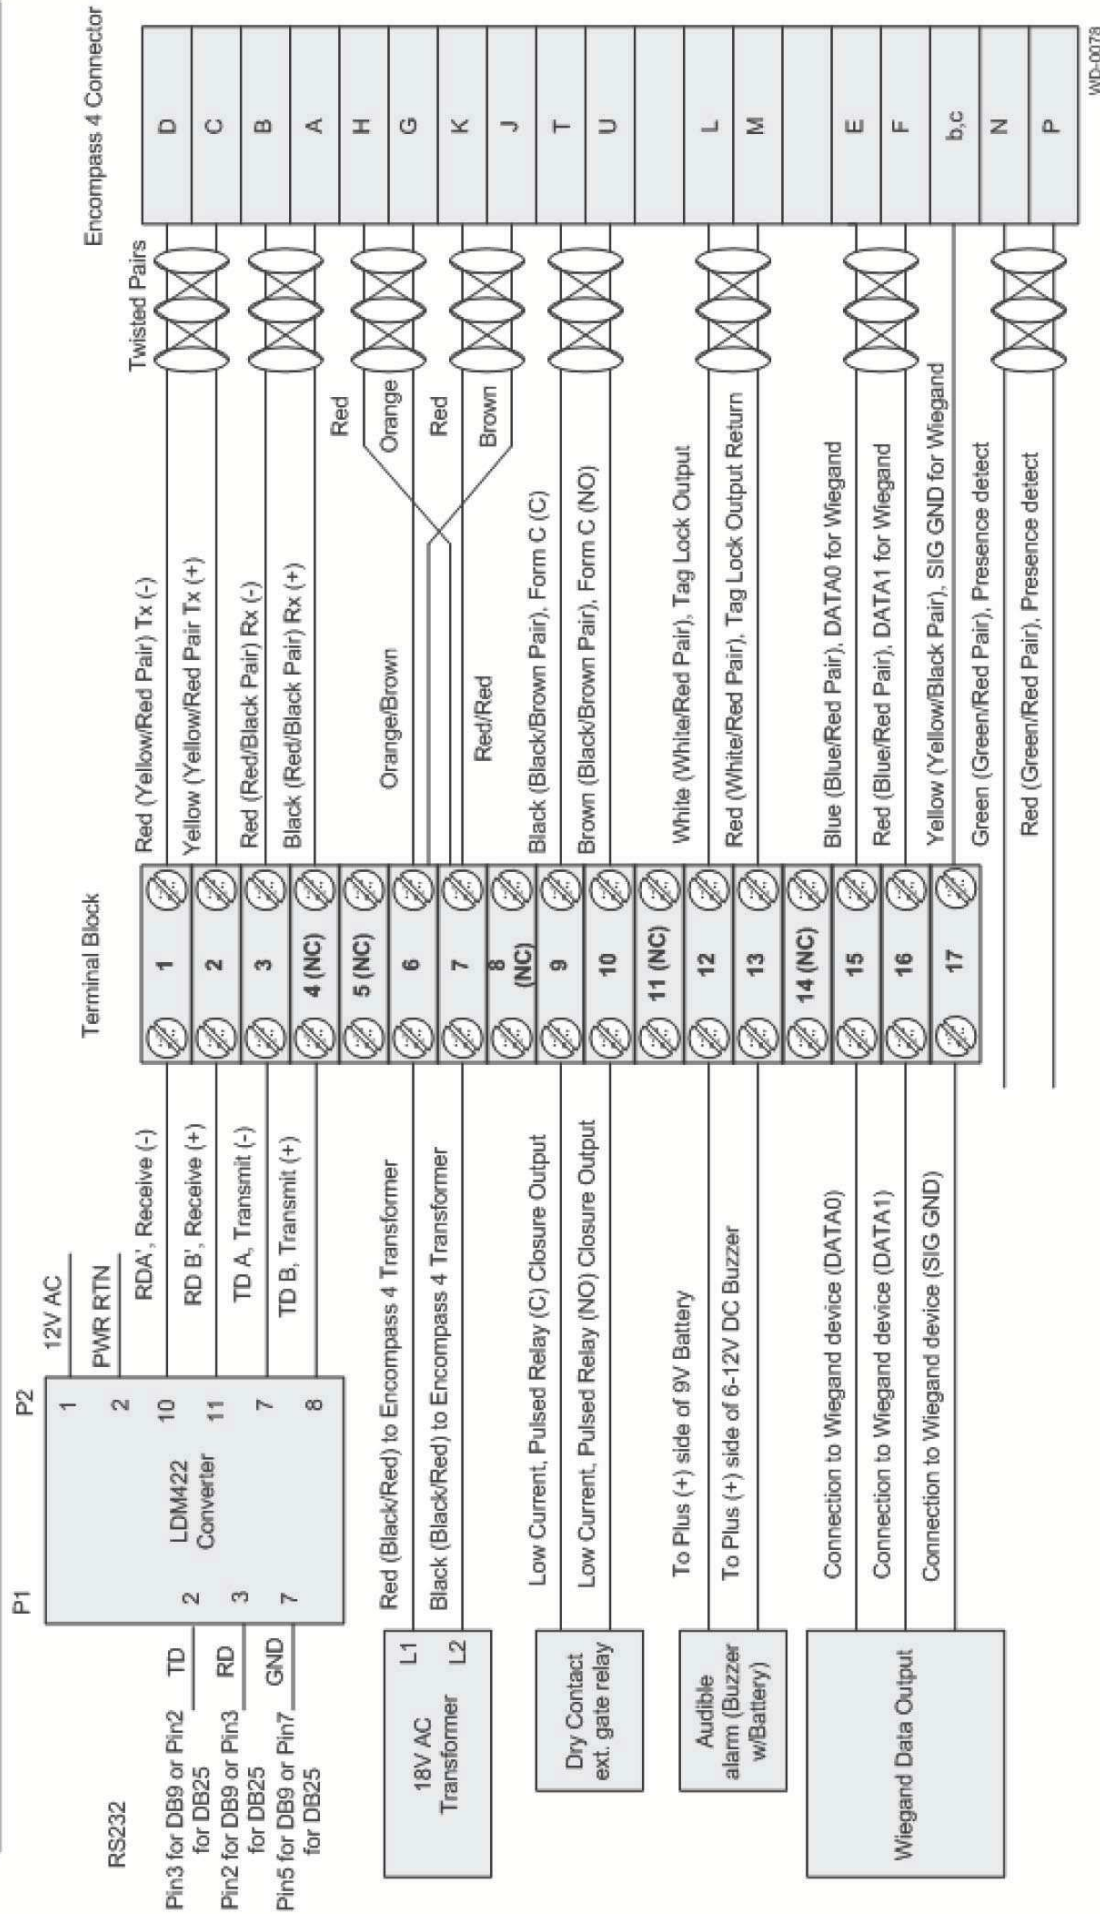 P1
P2
RS232
Pin3 for DB9 or Pin2
for DB25
TD
Pin2 for DB9 or Pin3
for DB25
RD
Pin5 for DB9 or Pin7
for DB25
GND
2
3
7
LDM422
Converter
1
2
10
11
7
8
12V AC
PWR RTN
RDA', Receive (-)
RD B', Receive (+)
TD A, Transmit (-)
TD B, Transmit (+)
18V AC
Transformer
L1
L2
Red (Black/Red) to Encompass 4 Transformer
Black (Black/Red) to Encompass 4 Transformer
Dry Contact
ext. gate relay
Low Current, Pulsed Relay (C) Closure Output
Low Current, Pulsed Relay (NO) Closure Output
Audible
alarm (Buzzer
w/Battery)
To Plus (+) side of 9V Battery
To Plus (+) side of 6-12V DC Buzzer
Wiegand Data Output
Connection to Wiegand device (DATA0)
Connection to Wiegand device (DATA1)
Connection to Wiegand device (SIG GND)
Terminal Block
1
2
3
4 (NC)
5 (NC)
6
7
8
(NC)
9
10
11 (NC)
12
13
14 (NC)
15
16
17
Red (Yellow/Red Pair) Tx (-)
Yellow (Yellow/Red Pair Tx (+)
Red (Red/Black Pair) Rx (-)
Black (Red/Black Pair) Rx (+)
Orange/Brown
Red/Red
Red
Orange
Red
Brown
Black (Black/Brown Pair), Form C (C)
Brown (Black/Brown Pair), Form C (NO)
White (White/Red Pair), Tag Lock Output
Red (White/Red Pair), Tag Lock Output Return
Blue (Blue/Red Pair), DATA0 for Wiegand
Red (Blue/Red Pair), DATA1 for Wiegand
Yellow (Yellow/Black Pair), SIG GND for Wiegand
Green (Green/Red Pair), Presence detect
Red (Green/Red Pair), Presence detect
Twisted Pairs
Encompass 4 Connector
D
C
B
A
H
G
K
J
T
U
L
M
E
F
b,c
N
P
WD-0078